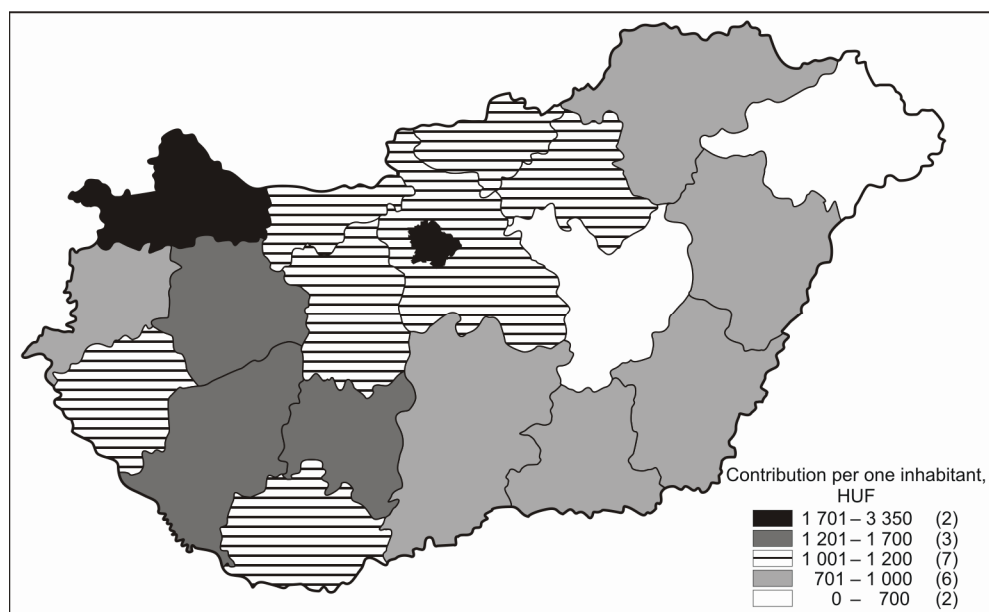 Contribution per one inhabitant,
HUF
1 701 – 3 350 (2)
1 201 – 1 700 (3)
1 001 – 1 200 (7)
701 – 1 000 (6)
0 – 700 (2)